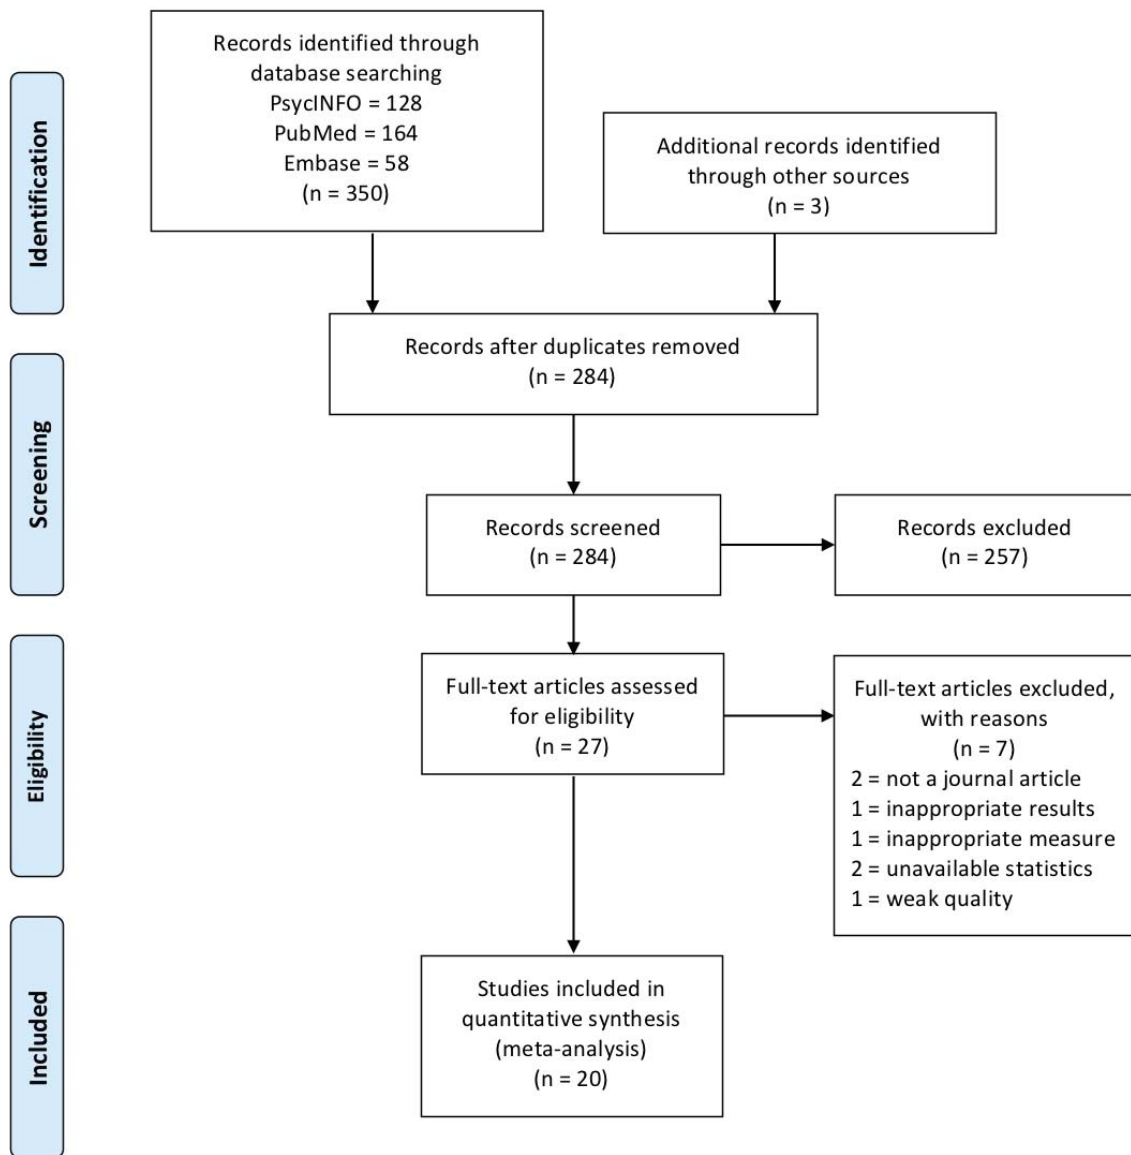 Identification
Records identified through
database searching
PsycINFO = 128
PubMed = 164
Embase = 58
(n = 350)
Additional records identified
through other sources
(n = 3)
Screening
Records after duplicates removed
(n = 284)
Records screened
(n = 284)
Records excluded
(n = 257)
Eligibility
Full-text articles assessed
for eligibility
(n = 27)
Full-text articles excluded,
with reasons
(n = 7)
2 = not a journal article
1 = inappropriate results
1 = inappropriate measure
2 = unavailable statistics
1 = weak quality
Included
Studies included in
quantitative synthesis
(meta-analysis)
(n = 20)